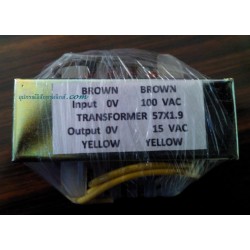 BROWN BROWN
Input 0V 100 VAC
TRANSFORMER 57X1.9
Output 0V 15 VAC
YELLOW YELLOW